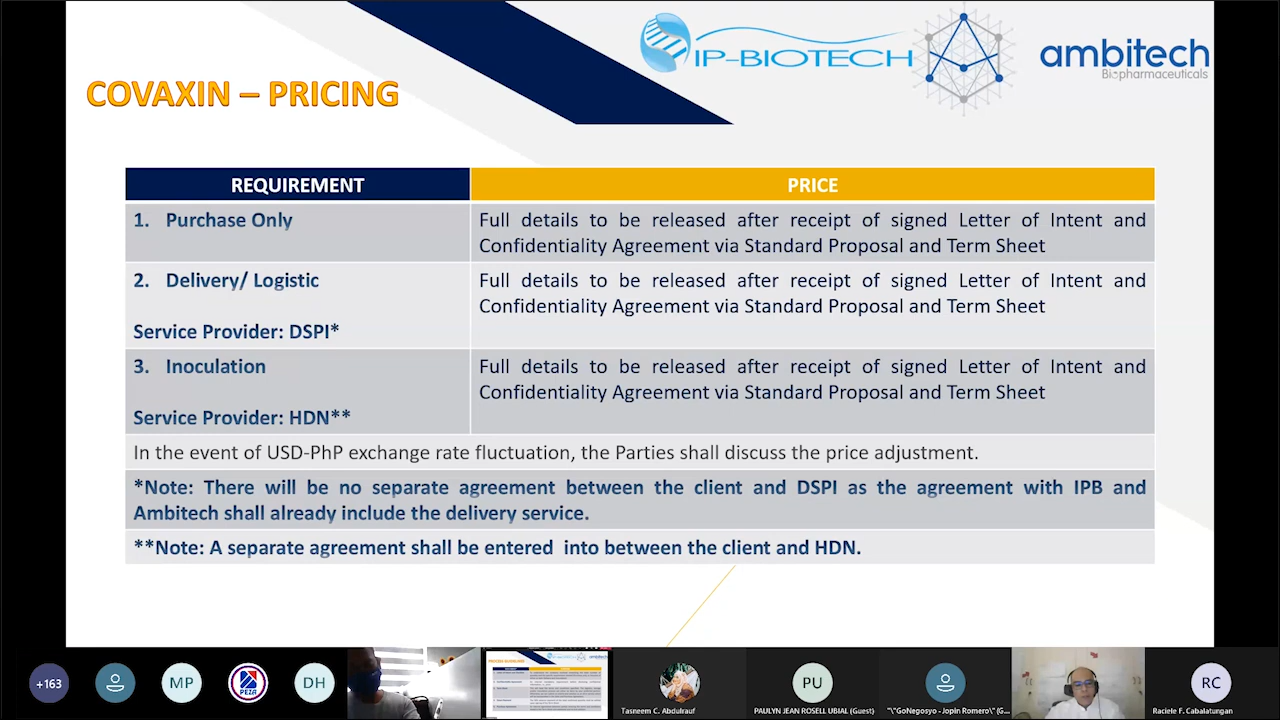 IP-BIOTECH
ambitech
Biopharmaceuticals
COVAXIN – PRICING
REQUIREMENT
PRICE
1. Purchase Only
Full details to be released after receipt of signed Letter of Intent and
Confidentiality Agreement via Standard Proposal and Term Sheet
2. Delivery/ Logistic
Service Provider: DSPI*
Full details to be released after receipt of signed Letter of Intent and
Confidentiality Agreement via Standard Proposal and Term Sheet
3. Inoculation
Service Provider: HDN**
Full details to be released after receipt of signed Letter of Intent and
Confidentiality Agreement via Standard Proposal and Term Sheet
In the event of USD-PhP exchange rate fluctuation, the Parties shall discuss the price adjustment.
*Note: There will be no separate agreement between the client and DSPI as the agreement with IPB and
Ambitech shall already include the delivery service.
**Note: A separate agreement shall be entered into between the client and HDN.
+163
MP
PEZA
DH
Tasneem C. Abdulrauf
PU
PAULYN JEAN ROSELL UBIAL (Guest)
"\"GoNegosyo Joph Romero\" (G...
RC
Raciele F. Cabalatungan